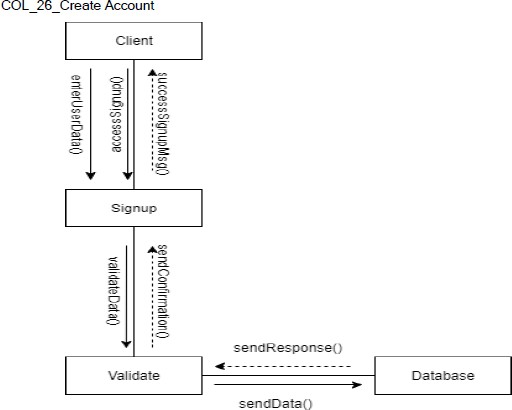 COL_26_Create Account
Client
enterUserData()
accessSignup()
successSignupMsg()
Signup
validateData()
sendConfirmation()
sendResponse()
Validate
Database
sendData()